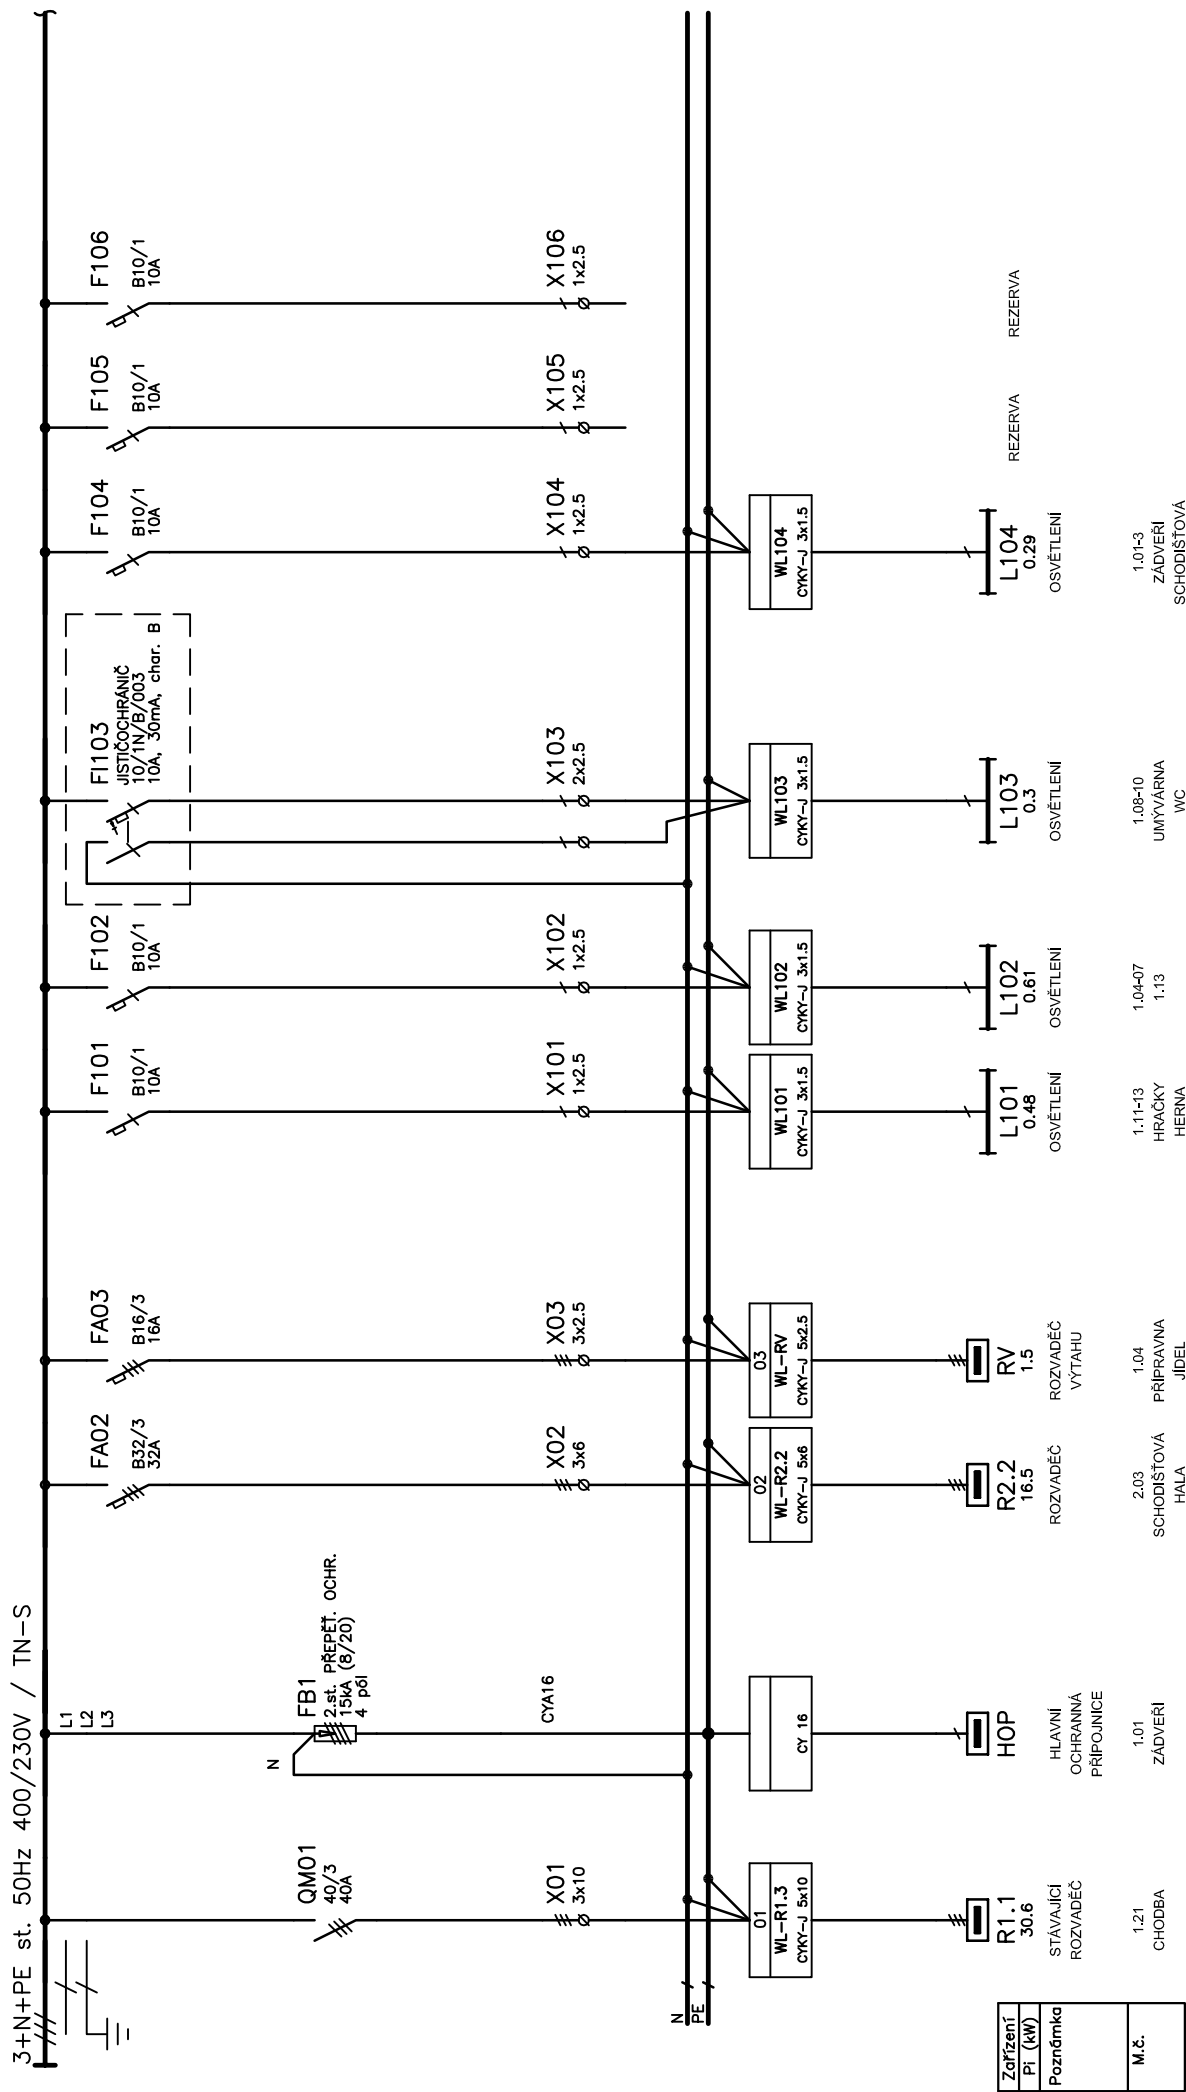 3+N+PE st. 50Hz 400/230V / TN-S
L1
L2
L3
QM01
40/3
40A
X01
3x10
N
PE
01
WL-R1.3
CYKY-J 5x10
R1.1
30.6
STÁVAJÍCÍ
ROZVADĚČ
1.21
CHODBA
N
FB1
2.st. PŘEPĚŤ. OCHR.
15kA (8/20)
4 pól
CYA16
CY 16
HOP
HLAVNÍ
OCHRANNÁ
PŘÍPOJNICE
1.01
ZÁDVEŘÍ
FA02
B32/3
32A
X02
3x6
02
WL-R2.2
CYKY-J 5x6
R2.2
16.5
ROZVADĚČ
2.03
SCHODIŠŤOVÁ
HALA
FA03
B16/3
16A
X03
3x2.5
03
WL-RV
CYKY-J 5x2.5
RV
1.5
ROZVADĚČ
VÝTAHU
1.04
PŘÍPRAVNA
JÍDEL
F101
B10/1
10A
X101
1x2.5
WL101
CYKY-J 3x1.5
L101
0.48
OSVĚTLENÍ
1.11-13
HRAČKY
HERNA
F102
B10/1
10A
X102
1x2.5
WL102
CYKY-J 3x1.5
L102
0.61
OSVĚTLENÍ
1.04-07
1.13
FI103
JISTIČOCHRÁNIČ
10/1N/B/003
10A, 30mA, char. B
X103
2x2.5
WL103
CYKY-J 3x1.5
L103
0.3
OSVĚTLENÍ
1.08-10
UMÝVÁRNA
WC
F104
B10/1
10A
X104
1x2.5
WL104
CYKY-J 3x1.5
L104
0.29
OSVĚTLENÍ
1.01-3
ZÁDVEŘÍ
SCHODIŠŤOVÁ
F105
B10/1
10A
X105
1x2.5
REZERVA
F106
B10/1
10A
X106
1x2.5
REZERVA
Zařízení
Pi (kW)
Poznámka
M.č.